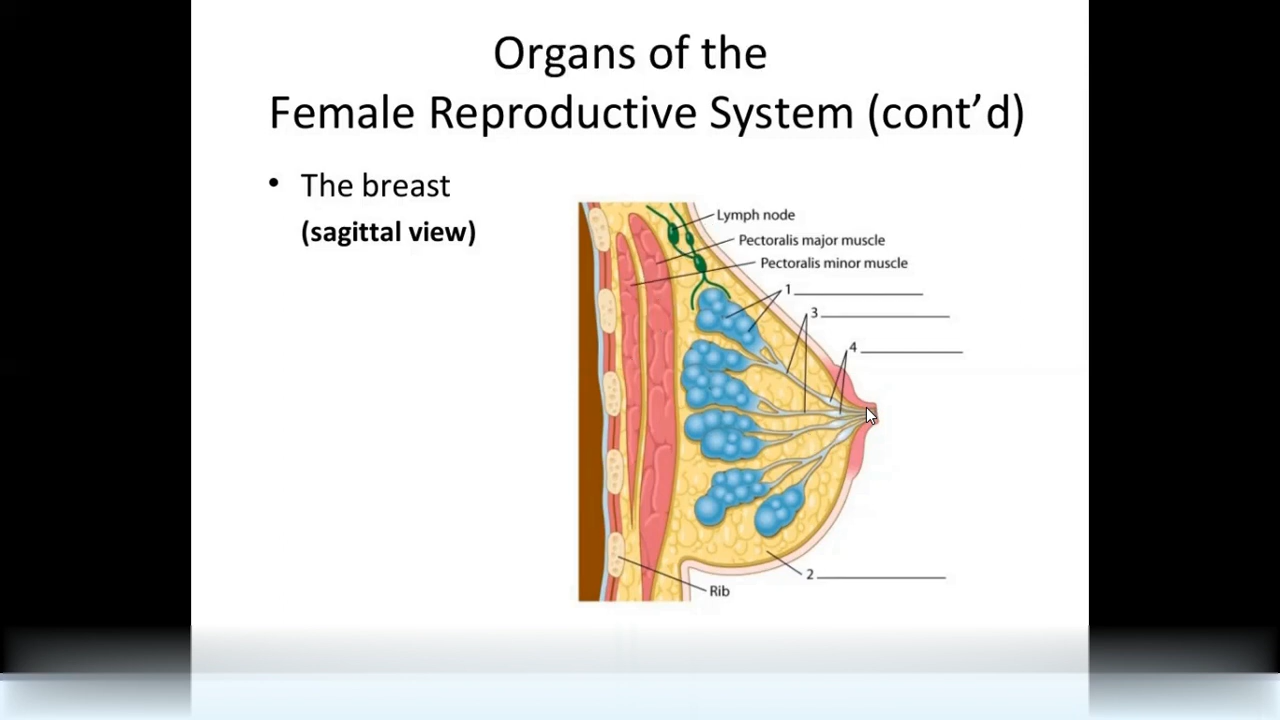 Organs of the
Female Reproductive System (cont’d)
• The breast
(sagittal view)
Lymph node
Pectoralis major muscle
Pectoralis minor muscle
1
3
4
2
Rib